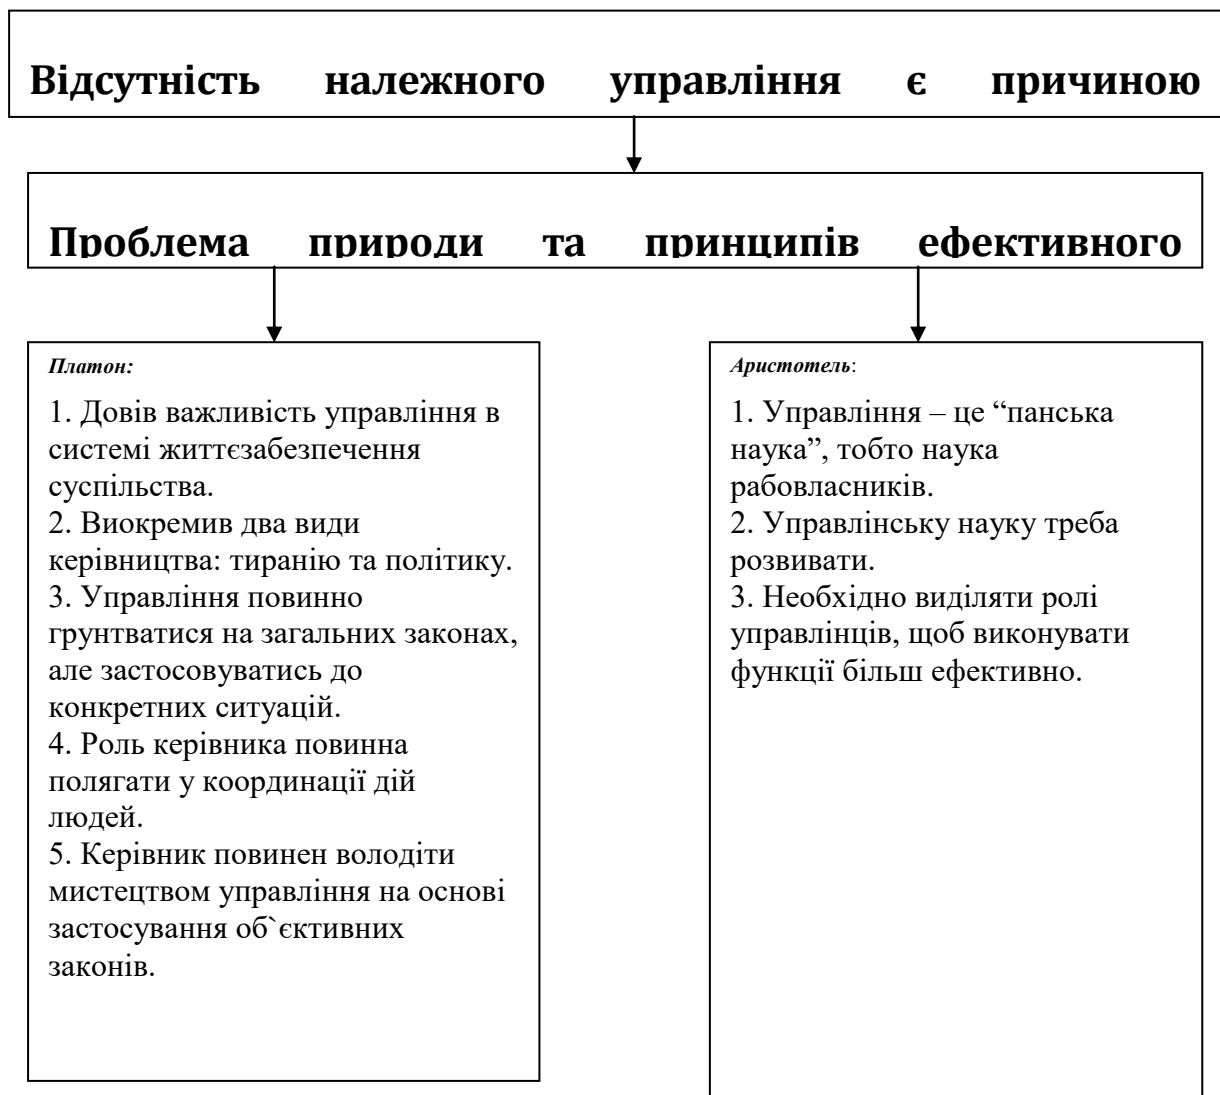 Відсутність належного управління є причиною
Проблема природи та принципів ефективного
Платон:
1. Довів важливість управління в
системі життєзабезпечення
суспільства.
2. Виокремив два види
керівництва: тиранію та політику.
3. Управління повинно
грунтватися на загальних законах,
але застосовуватись до
конкретних ситуацій.
4. Роль керівника повинна
полягати у координації дій
людей.
5. Керівник повинен володіти
мистецтвом управління на основі
застосування об`єктивних
законів.
Аристотель:
1. Управління – це “панська
наука”, тобто наука
рабовласників.
2. Управлінську науку треба
розвивати.
3. Необхідно виділяти ролі
управлінців, щоб виконувати
функції більш ефективно.